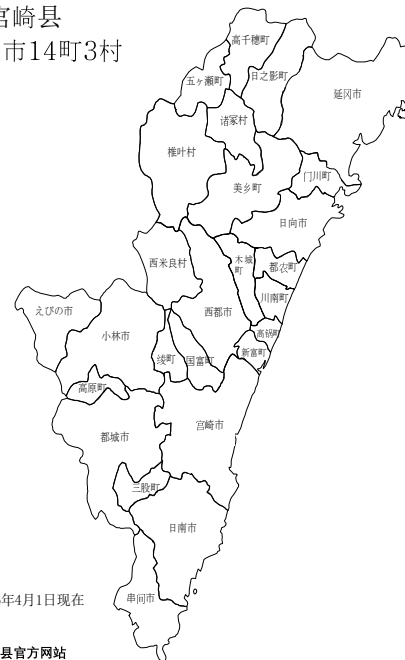 宮崎县
市14町3村
高千穗町
日之影町
五ヶ瀬町
延冈市
诸冢村
椎叶村
门川町
美乡町
日向市
西米良村
木城町
都农町
川南町
えびの市
西都市
小林市
高锅町
新富町
绫町
国富町
高原町
宫崎市
都城市
三股町
日南市
年4月1日现在
串间市
县官方网站